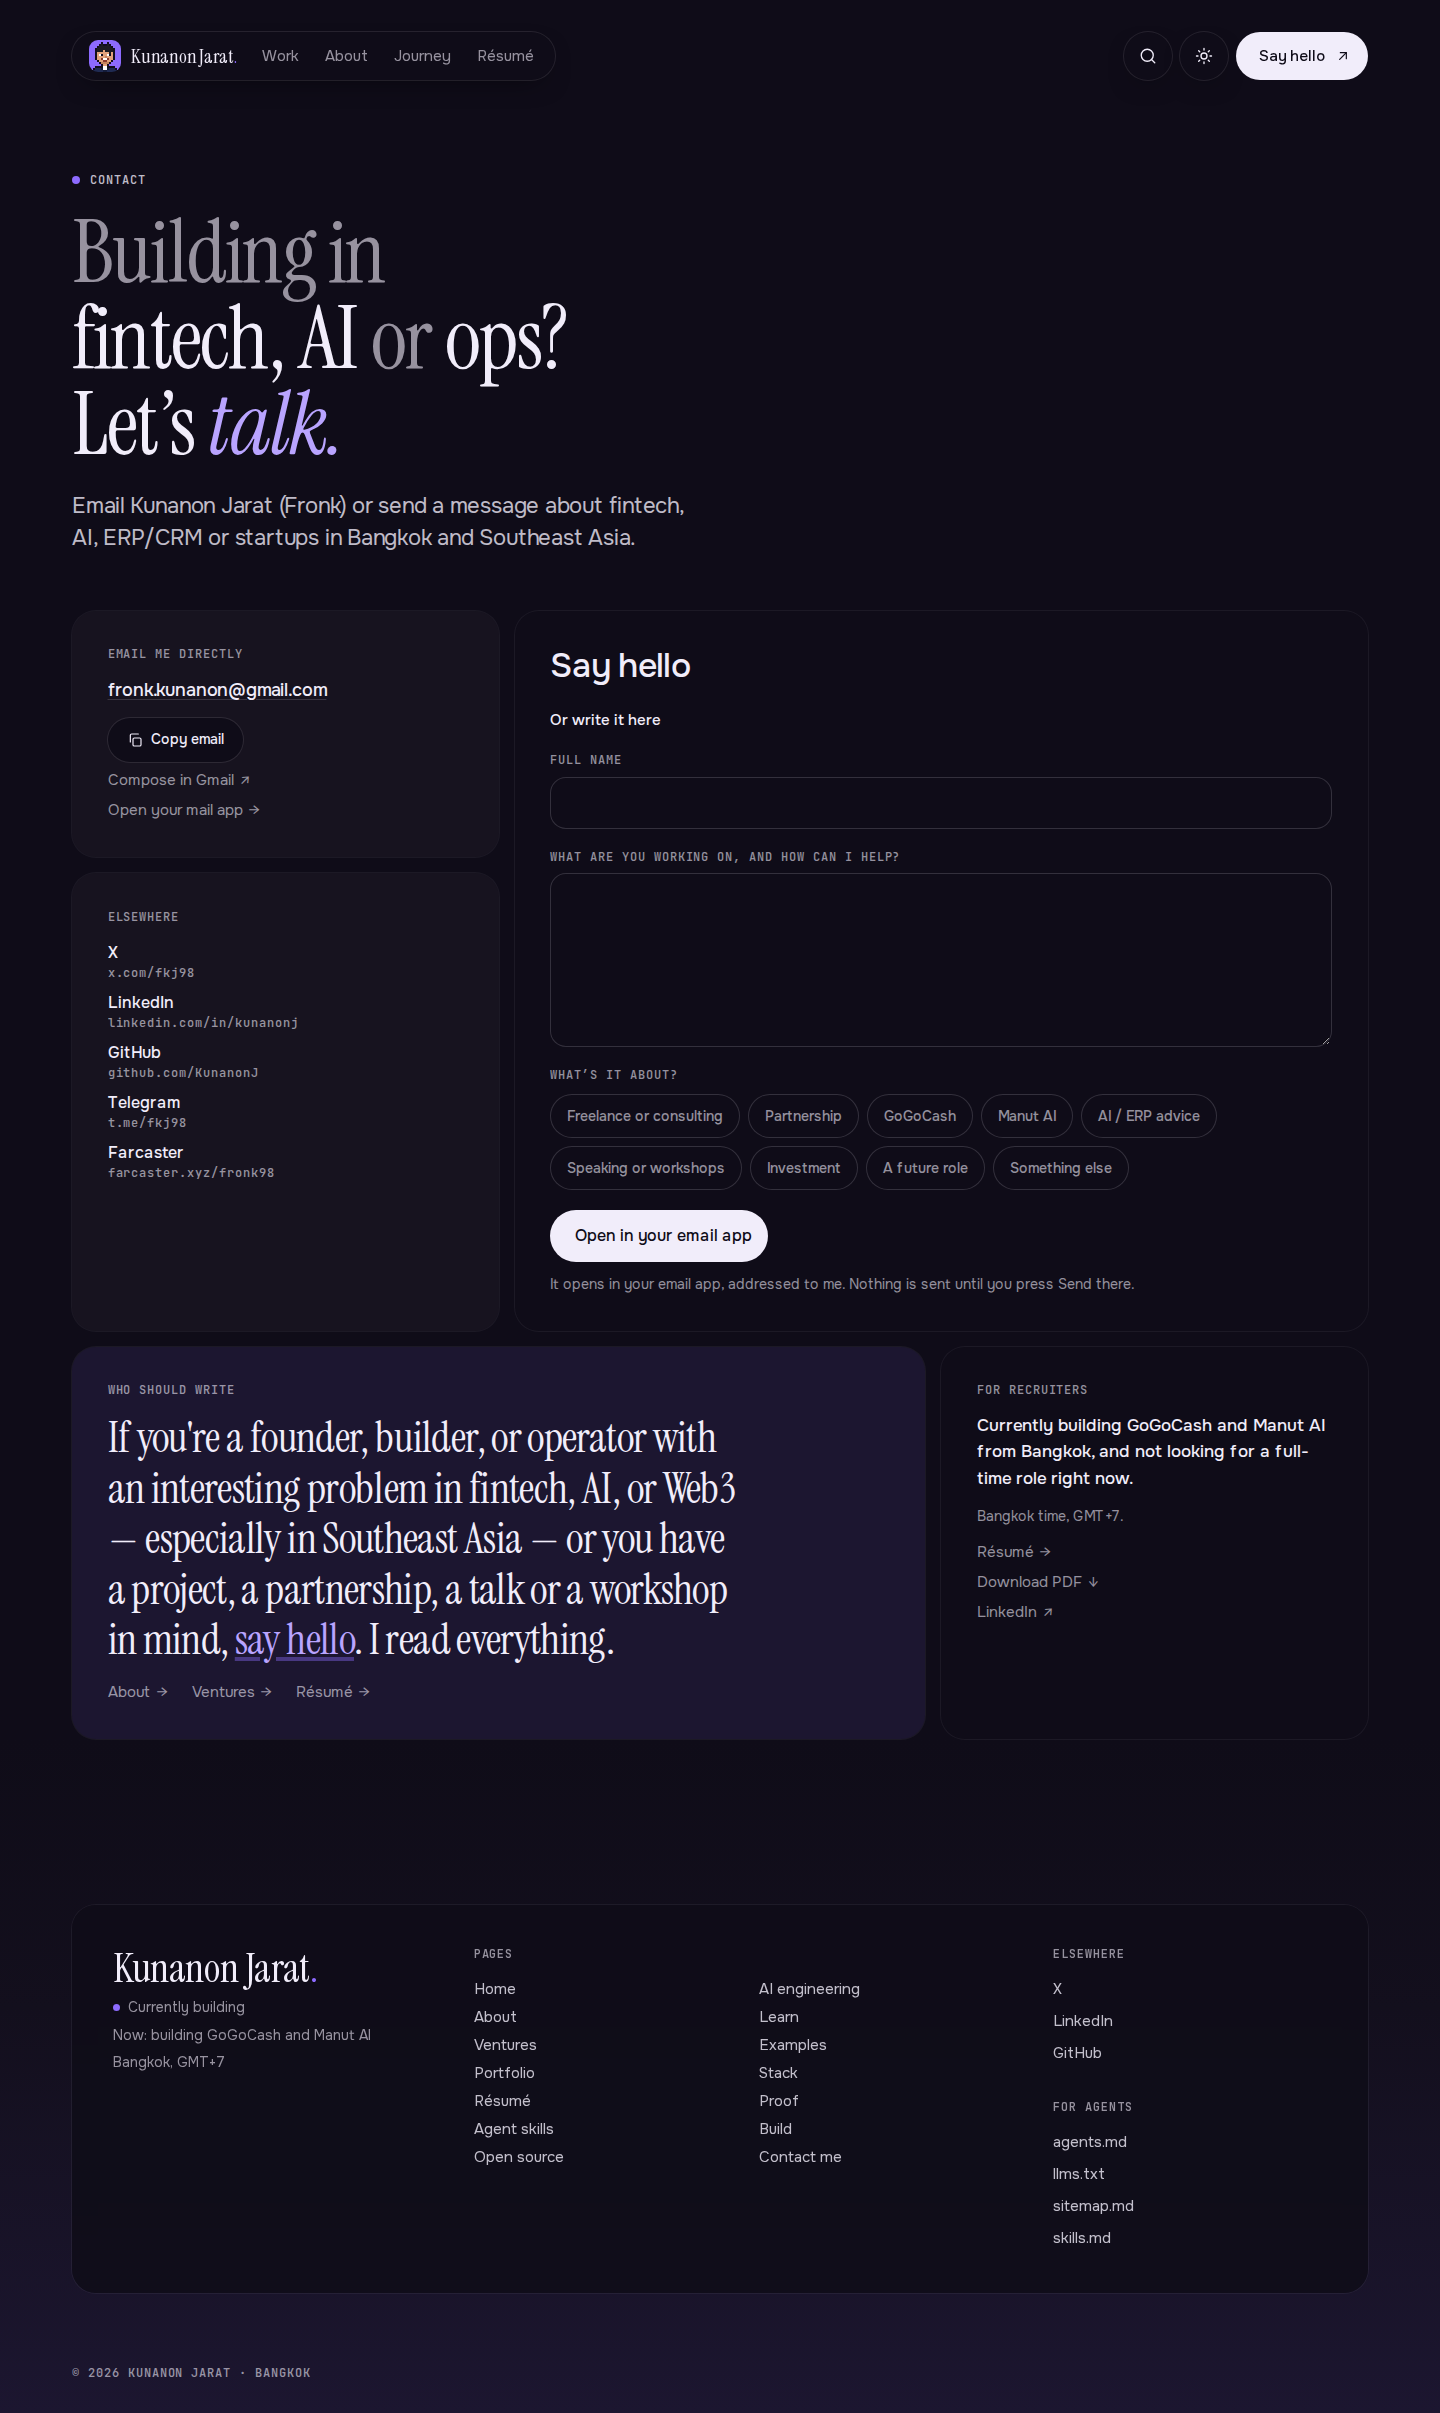 Kunanon Jarat.
Work
About
Journey
Résumé
Say hello
CONTACT
Building in
fintech, AI or ops?
Let’s talk.
Email Kunanon Jarat (Fronk) or send a message about fintech,
AI, ERP/CRM or startups in Bangkok and Southeast Asia.
EMAIL ME DIRECTLY
fronk.kunanon@gmail.com
Copy email
Compose in Gmail ↗
Open your mail app →
ELSEWHERE
X
x.com/fkj98
LinkedIn
linkedin.com/in/kunanonj
GitHub
github.com/KunanonJ
Telegram
t.me/fkj98
Farcaster
farcaster.xyz/fronk98
Say hello
Or write it here
FULL NAME
WHAT ARE YOU WORKING ON, AND HOW CAN I HELP?
WHAT’S IT ABOUT?
Freelance or consulting
Partnership
GoGoCash
Manut AI
AI / ERP advice
Speaking or workshops
Investment
A future role
Something else
Open in your email app
It opens in your email app, addressed to me. Nothing is sent until you press Send there.
WHO SHOULD WRITE
If you're a founder, builder, or operator with
an interesting problem in fintech, AI, or Web3
— especially in Southeast Asia — or you have
a project, a partnership, a talk or a workshop
in mind, say hello. I read everything.
About →
Ventures →
Résumé →
FOR RECRUITERS
Currently building GoGoCash and Manut AI
from Bangkok, and not looking for a full-
time role right now.
Bangkok time, GMT+7.
Résumé →
Download PDF ↓
LinkedIn ↗
Kunanon Jarat.
Currently building
Now: building GoGoCash and Manut AI
Bangkok, GMT+7
PAGES
Home
About
Ventures
Portfolio
Résumé
Agent skills
Open source
AI engineering
Learn
Examples
Stack
Proof
Build
Contact me
ELSEWHERE
X
LinkedIn
GitHub
FOR AGENTS
agents.md
llms.txt
sitemap.md
skills.md
© 2026 KUNANON JARAT · BANGKOK